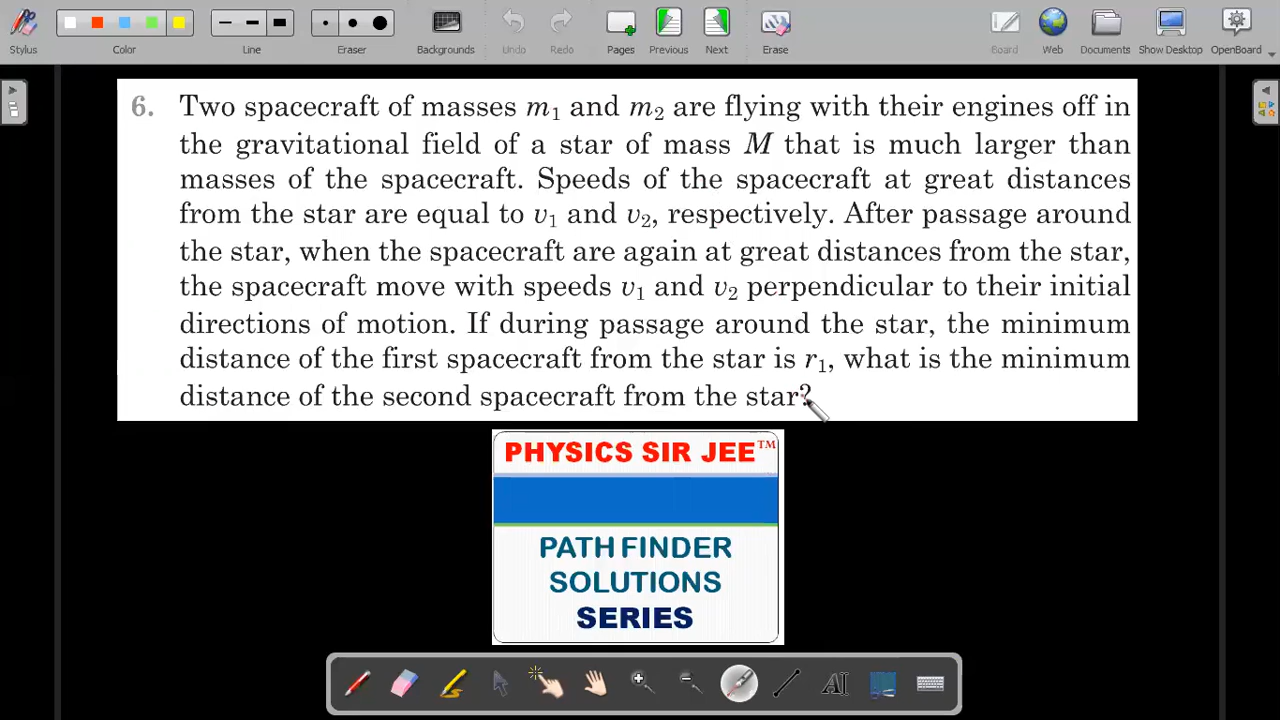 Stylus
Color
Line
Eraser
Backgrounds
Undo
Redo
Pages
Previous
Next
Erase
Board
Web
Documents
Show Desktop
OpenBoard
6. Two spacecraft of masses m₁ and m₂ are flying with their engines off in
the gravitational field of a star of mass M that is much larger than
masses of the spacecraft. Speeds of the spacecraft at great distances
from the star are equal to v₁ and v₂, respectively. After passage around
the star, when the spacecraft are again at great distances from the star,
the spacecraft move with speeds v₁ and v₂ perpendicular to their initial
directions of motion. If during passage around the star, the minimum
distance of the first spacecraft from the star is r₁, what is the minimum
distance of the second spacecraft from the star?
PHYSICS SIR JEE™
PATH FINDER
SOLUTIONS
SERIES
AI